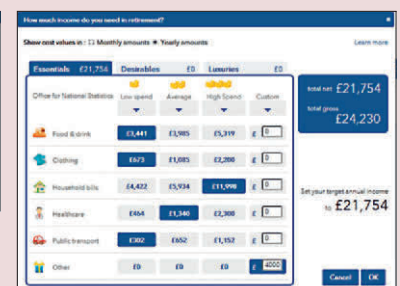 How much income do you need in retirement?
Show cost values in: Monthly amounts Yearly amounts Learn more
Essentials £21,754 Desirables £0 Luxuries £0
Office for National Statistics Low spend Average High Spend Custom
Food & drink £3,441 £3,985 £5,319 £ 0
Clothing £673 £1,085 £2,200 £ 0
Household bills £4,422 £5,934 £11,998 £ 0
Healthcare £464 £1,340 £2,300 £ 0
Public transport £302 £652 £1,152 £ 0
Other £0 £0 £0 £ 4000
total net £21,754
total gross
£24,230
Set your target annual income
to £21,754
Cancel OK